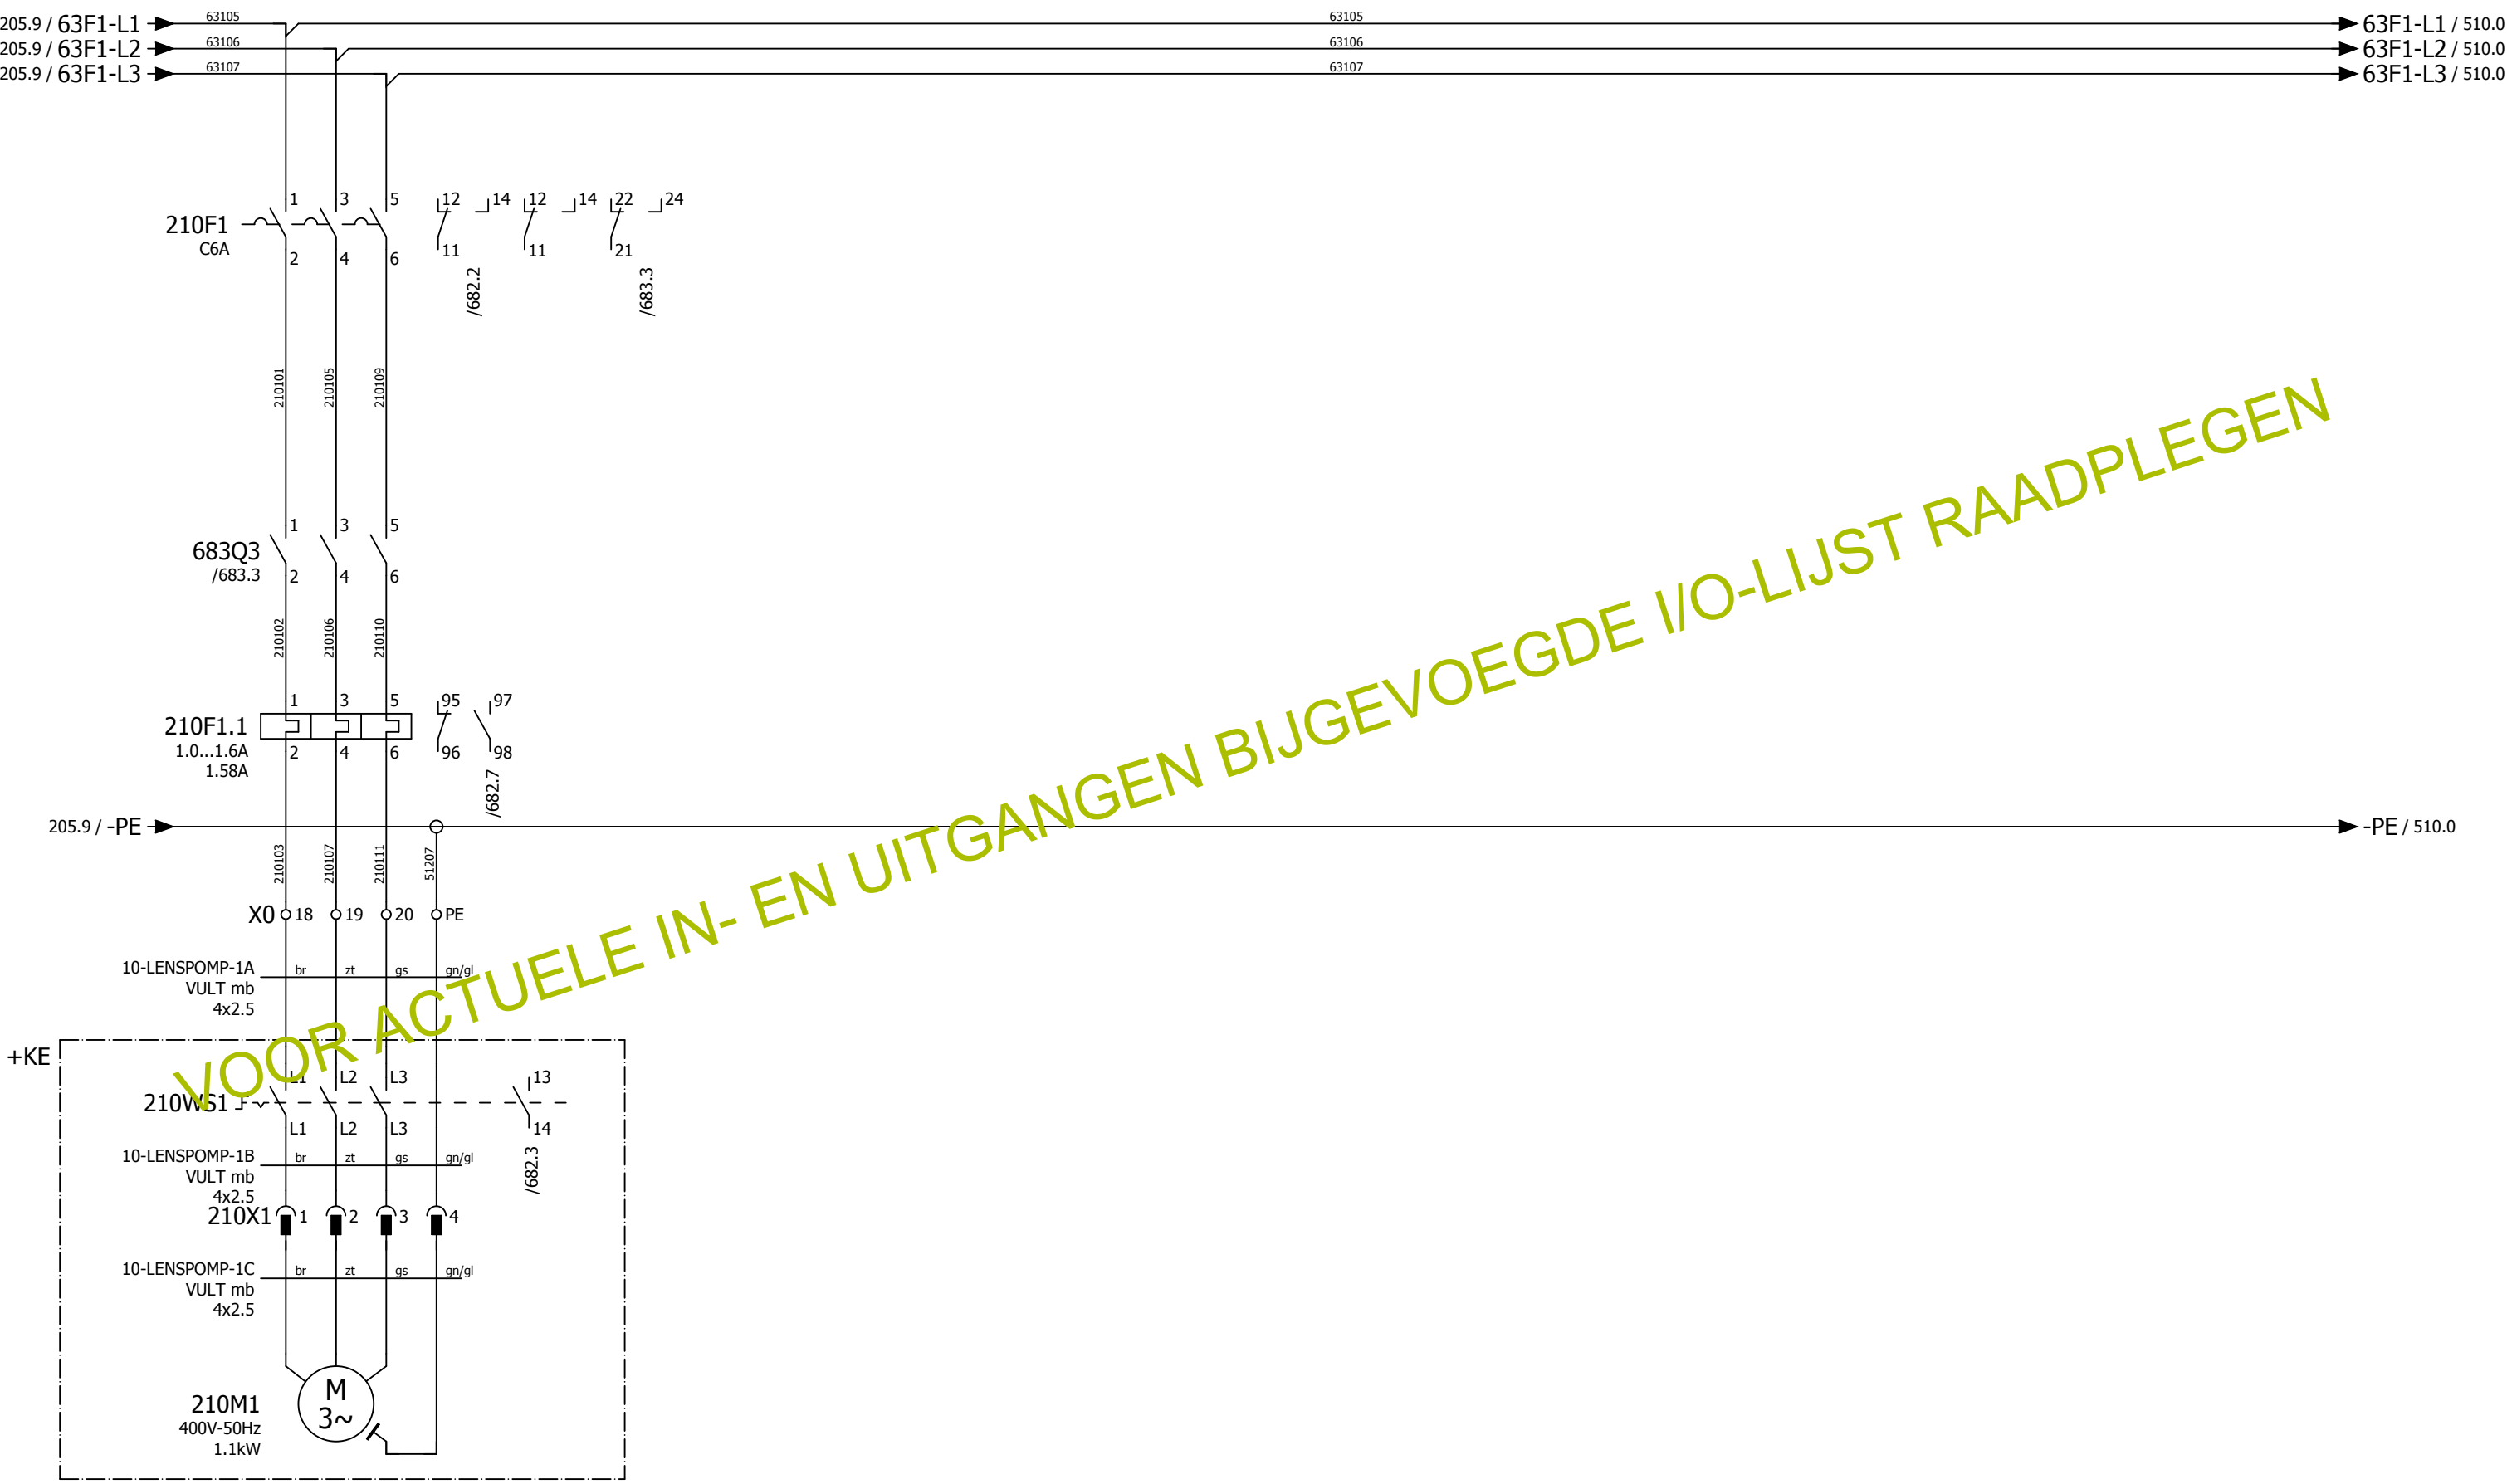 205.9 / 63F1-L1 63105 63105 63F1-L1 / 510.0
205.9 / 63F1-L2 63106 63106 63F1-L2 / 510.0
205.9 / 63F1-L3 63107 63107 63F1-L3 / 510.0
1 3 5 12 14 12 14 22 24
210F1
C6A
2 4 6 11 11 21
/682.2 /683.3
210101 210105 210109
1 3 5
683Q3
/683.3
2 4 6
210102 210106 210110
1 3 5 95 97
210F1.1
1.0...1.6A
1.58A
2 4 6 96 98
/682.7
205.9 / -PE -PE / 510.0
210103 210107 210111 51207
X0 18 19 20 PE
10-LENSPOMP-1A br zt gs gn/gl
VULT mb
4x2.5
VOOR ACTUELE IN- EN UITGANGEN BIJGEVOEGDE I/O-LIJST RAADPLEGEN
+KE
L1 L2 L3 13
210WS1
L1 L2 L3 14
/682.3
10-LENSPOMP-1B br zt gs gn/gl
VULT mb
4x2.5
210X1 1 2 3 4
10-LENSPOMP-1C br zt gs gn/gl
VULT mb
4x2.5
M
3~
210M1
400V-50Hz
1.1kW